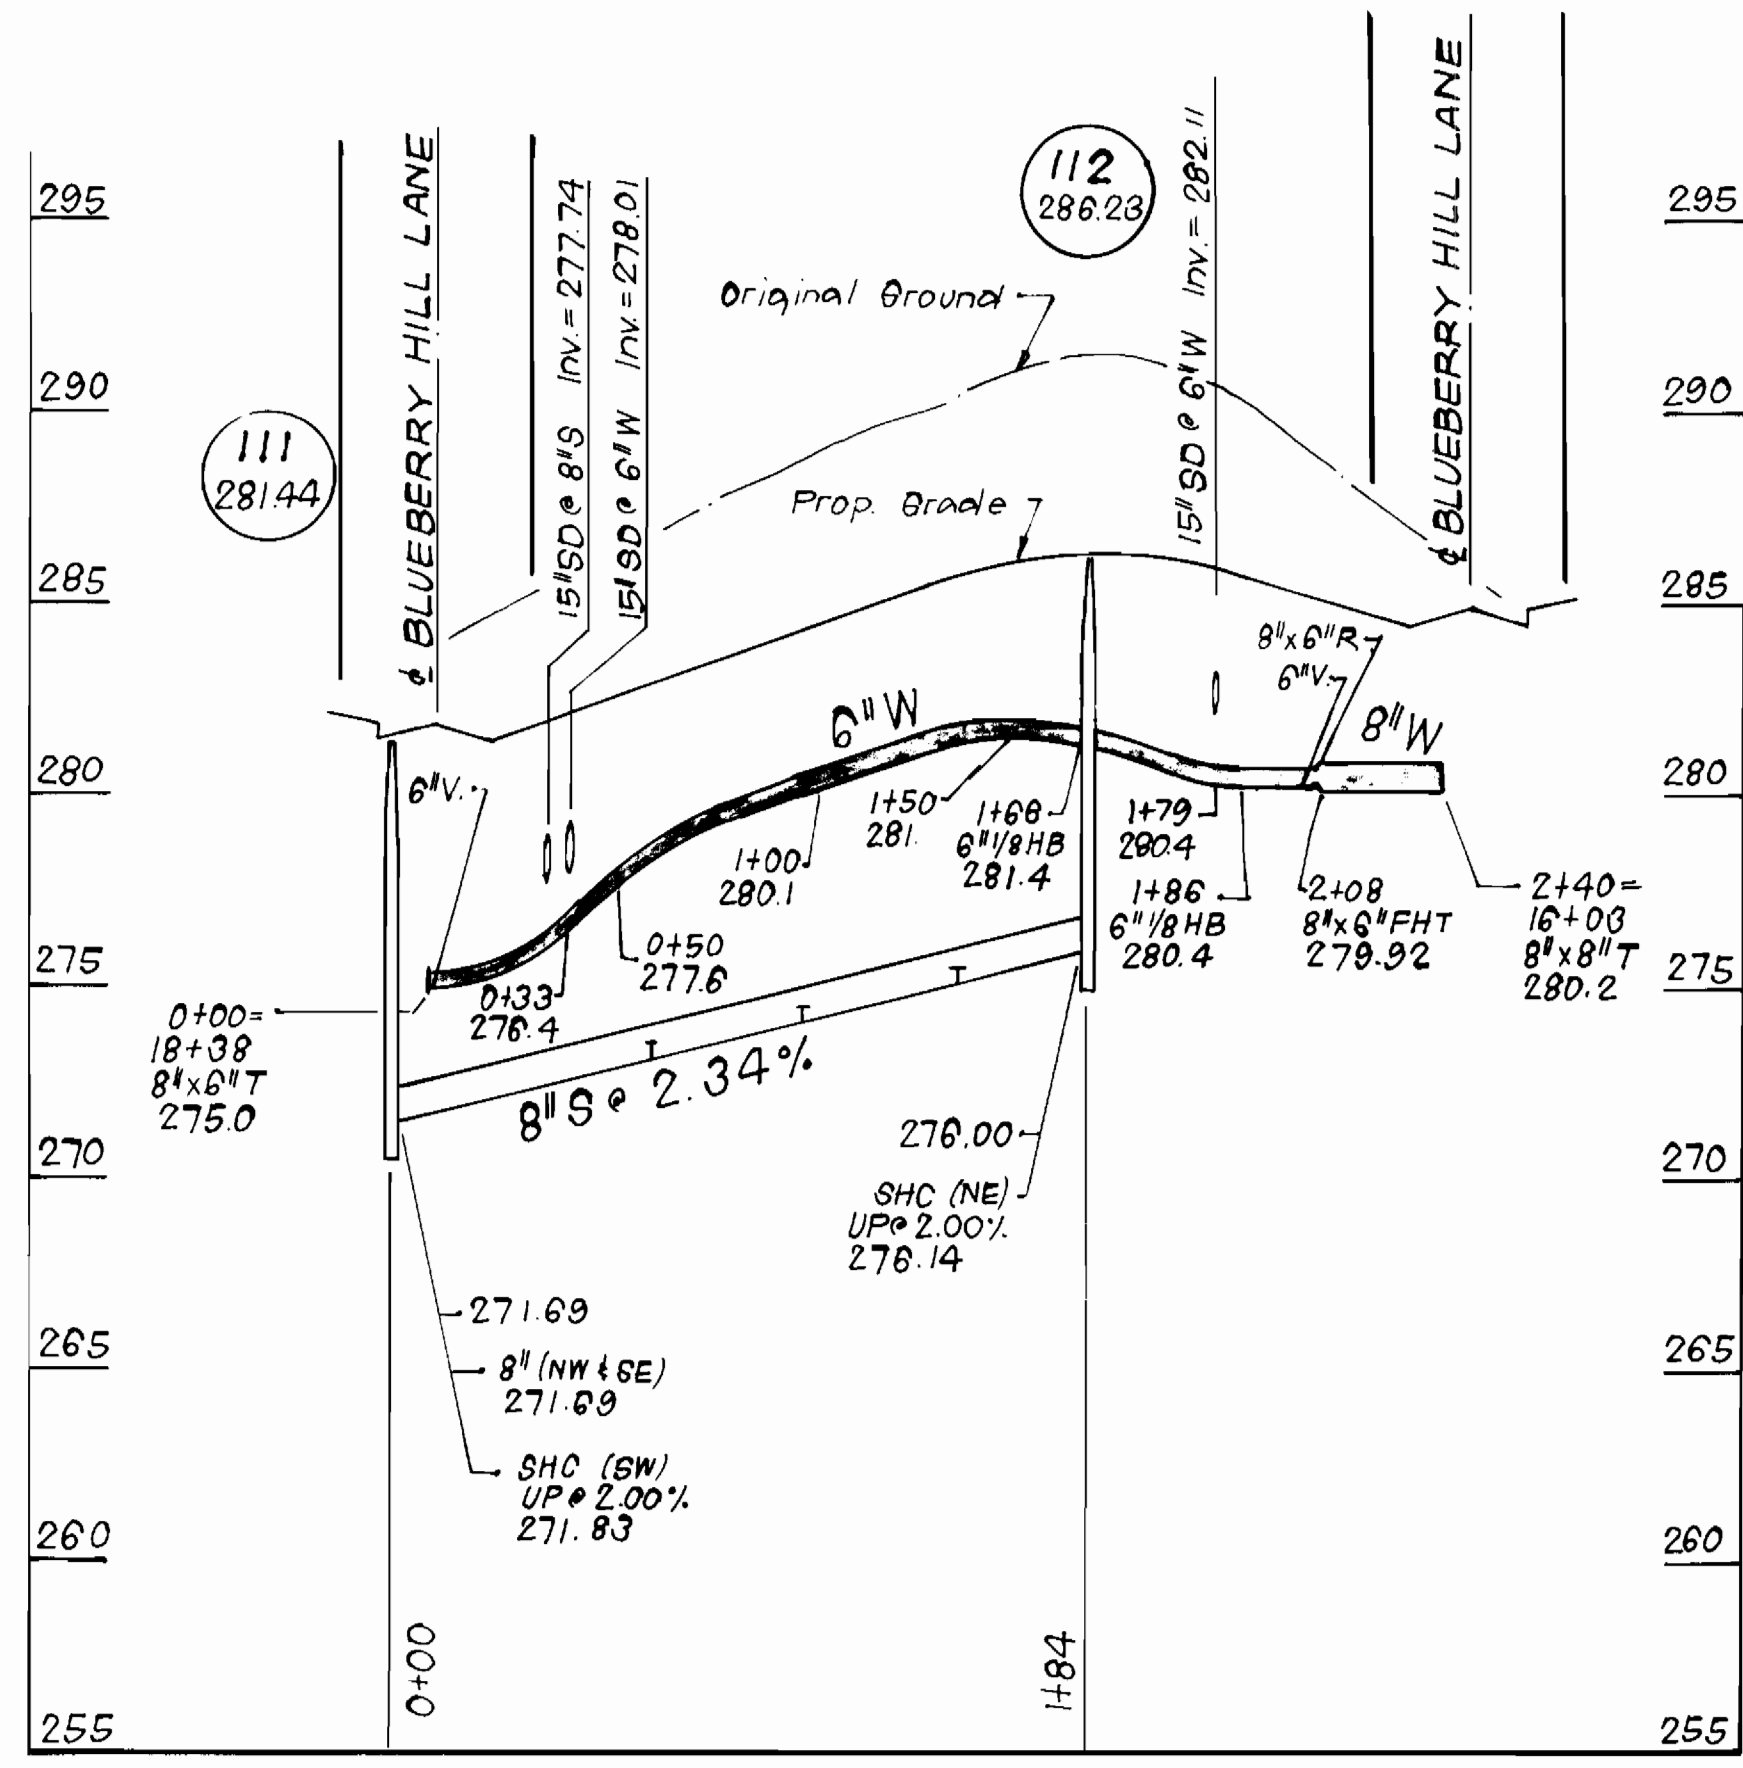 295
290
285
280
275
270
265
260
255
111
281.44
℄ BLUEBERRY HILL LANE
15"SD @ 8"S Inv.=277.74
15"SD @ 6"W Inv.=278.01
Original Ground
Prop. Grade
112
286.23
15"SD @ 6"W Inv.=282.11
℄ BLUEBERRY HILL LANE
295
290
285
280
275
270
265
260
255
8"x6"R
6"V.
6"W
8"W
6"V.
0+00=
18+38
8"x6"T
275.0
0+33
276.4
0+50
277.6
1+00
280.1
1+50
281.
1+68
6"1/8HB
281.4
1+79
280.4
1+86
6"1/8HB
280.4
2+08
8"x6"FHT
279.92
2+40=
16+03
8"x8"T
280.2
8"S @ 2.34%
276.00
SHC (NE)
UP@ 2.00%
276.14
271.69
8" (NW & SE)
271.69
SHC (SW)
UP @ 2.00%
271.83
0+00
1+84